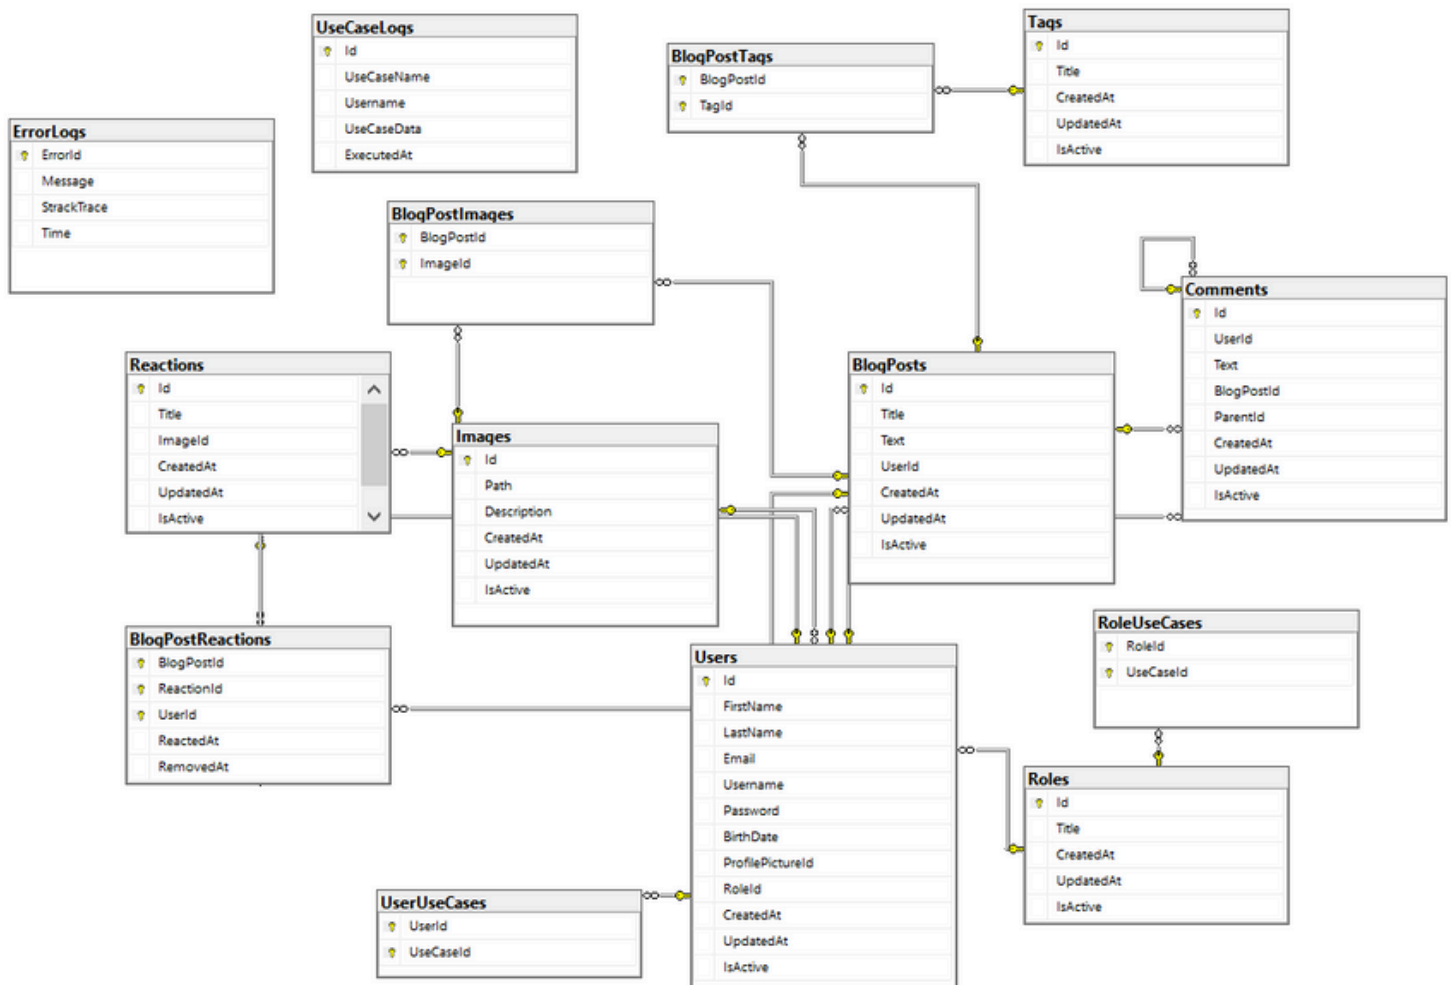 UseCaseLogs
Id
UseCaseName
Username
UseCaseData
ExecutedAt
BlogPostTags
BlogPostId
TagId
Tags
Id
Title
CreatedAt
UpdatedAt
IsActive
ErrorLogs
ErrorId
Message
StrackTrace
Time
BlogPostImages
BlogPostId
ImageId
Comments
Id
UserId
Text
BlogPostId
ParentId
CreatedAt
UpdatedAt
IsActive
Reactions
Id
Title
ImageId
CreatedAt
UpdatedAt
IsActive
Images
Id
Path
Description
CreatedAt
UpdatedAt
IsActive
BlogPosts
Id
Title
Text
UserId
CreatedAt
UpdatedAt
IsActive
BlogPostReactions
BlogPostId
ReactionId
UserId
ReactedAt
RemovedAt
Users
Id
FirstName
LastName
Email
Username
Password
BirthDate
ProfilePictureId
RoleId
CreatedAt
UpdatedAt
IsActive
RoleUseCases
RoleId
UseCaseId
Roles
Id
Title
CreatedAt
UpdatedAt
IsActive
UserUseCases
UserId
UseCaseId